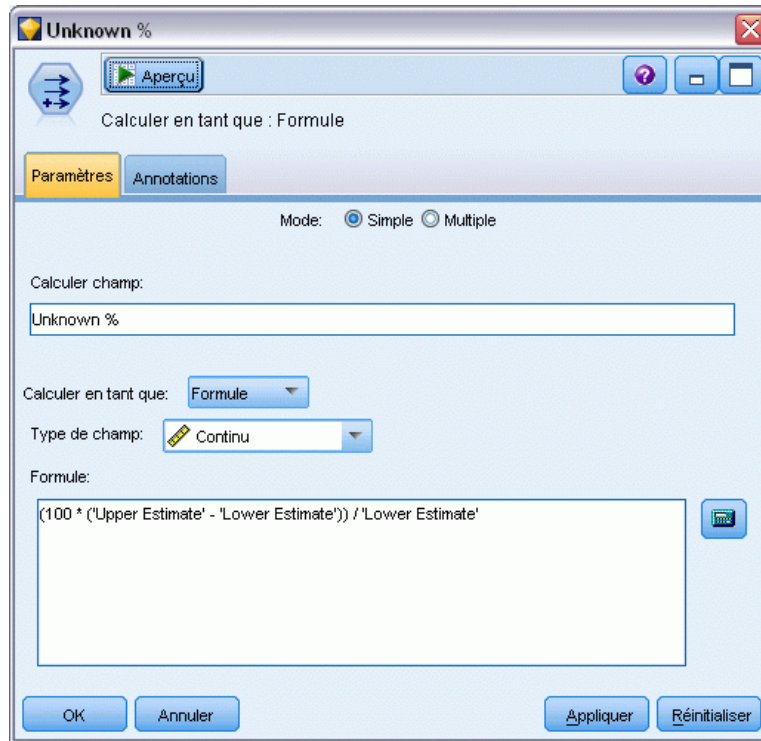 Unknown %
Aperçu
Calculer en tant que : Formule
Paramètres Annotations
Mode: Simple Multiple
Calculer champ:
Unknown %
Calculer en tant que: Formule
Type de champ: Continu
Formule:
(100 * ('Upper Estimate' - 'Lower Estimate')) / 'Lower Estimate'
OK Annuler Appliquer Réinitialiser